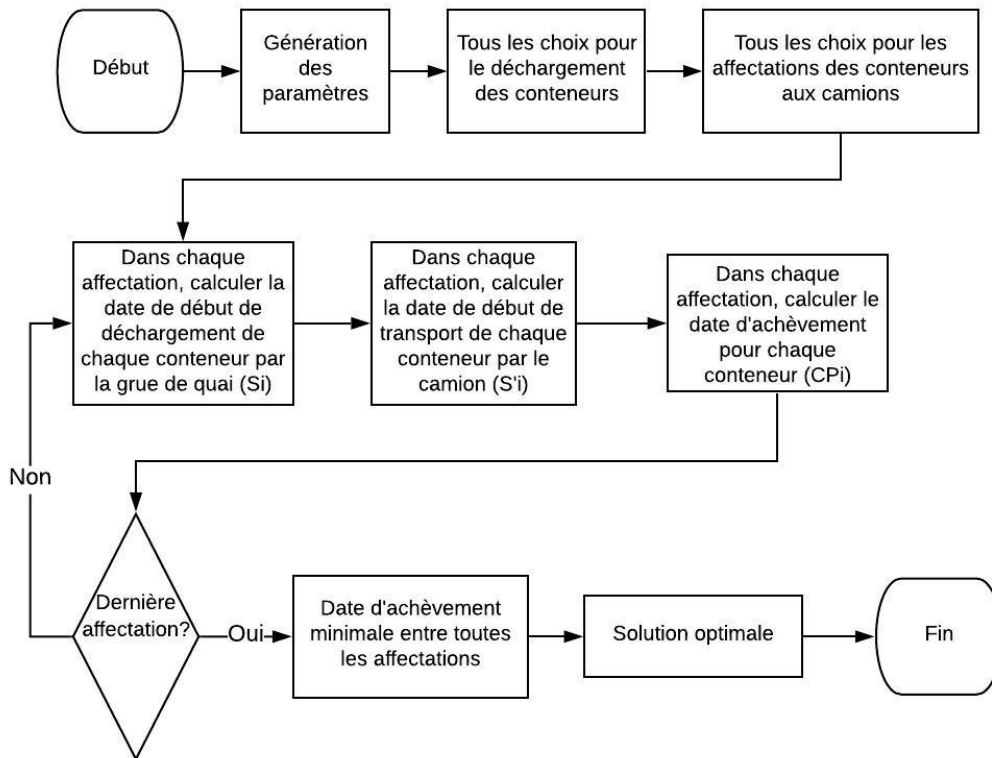 Début
Génération
des
paramètres
Tous les choix pour
le déchargement
des conteneurs
Tous les choix pour les
affectations des conteneurs
aux camions
Dans chaque
affectation, calculer la
date de début de
déchargement de
chaque conteneur par
la grue de quai (Si)
Dans chaque
affectation, calculer
la date de début de
transport de chaque
conteneur par le
camion (S'i)
Dans chaque
affectation, calculer le
date d'achèvement
pour chaque
conteneur (CPi)
Non
Dernière
affectation?
Oui
Date d'achèvement
minimale entre toutes
les affectations
Solution optimale
Fin